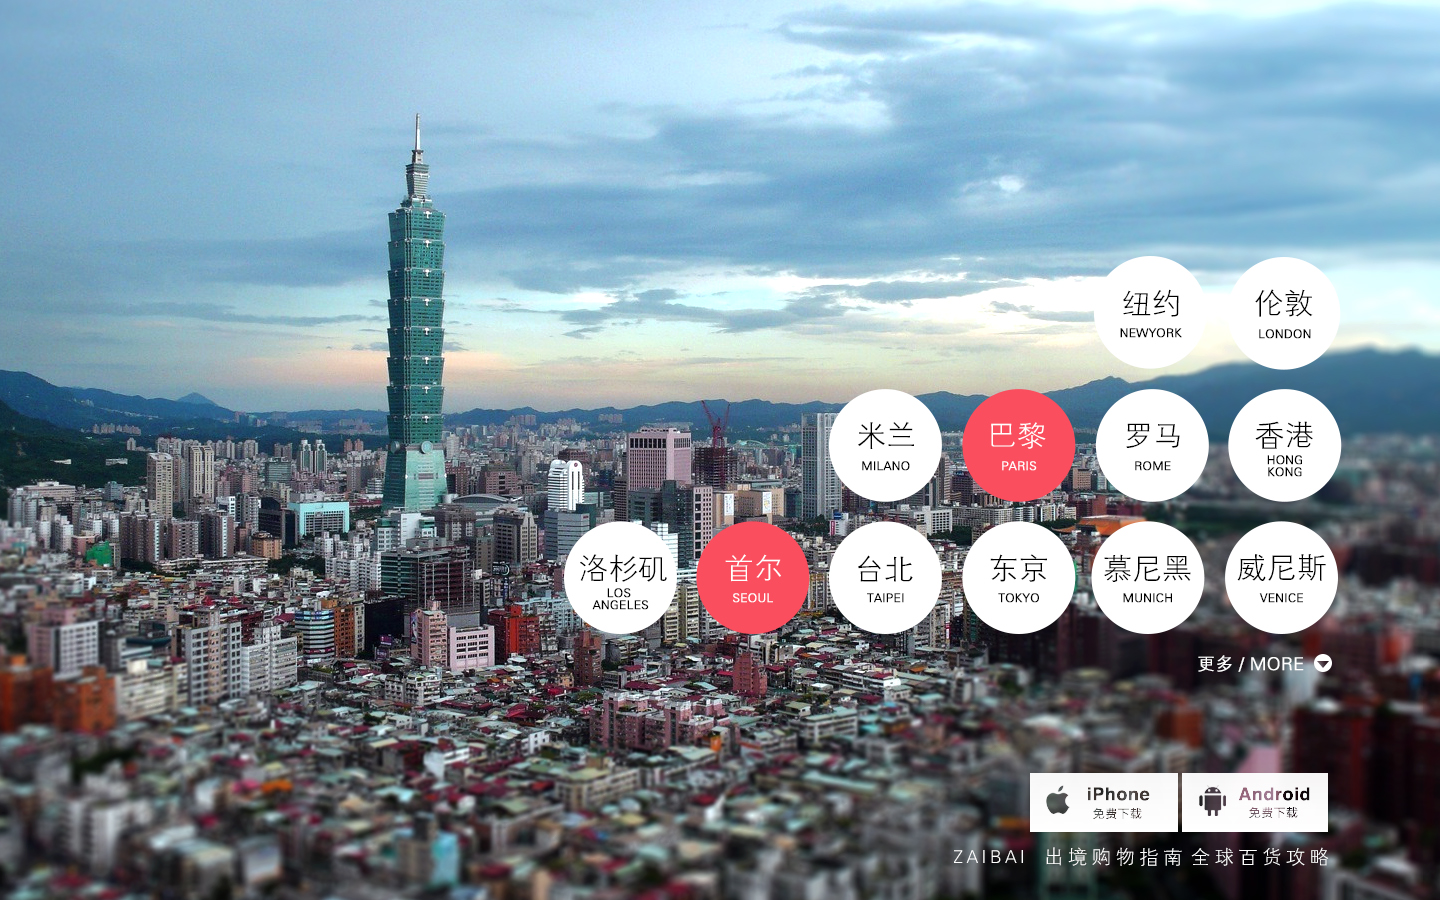 纽约
NEWYORK
伦敦
LONDON
米兰
MILANO
巴黎
PARIS
罗马
ROME
香港
HONG
KONG
洛杉矶
LOS
ANGELES
首尔
SEOUL
台北
TAIPEI
东京
TOKYO
慕尼黑
MUNICH
威尼斯
VENICE
更多 / MORE
iPhone
免费下载
Android
免费下载
ZAIBAI 出境购物指南 全球百货攻略